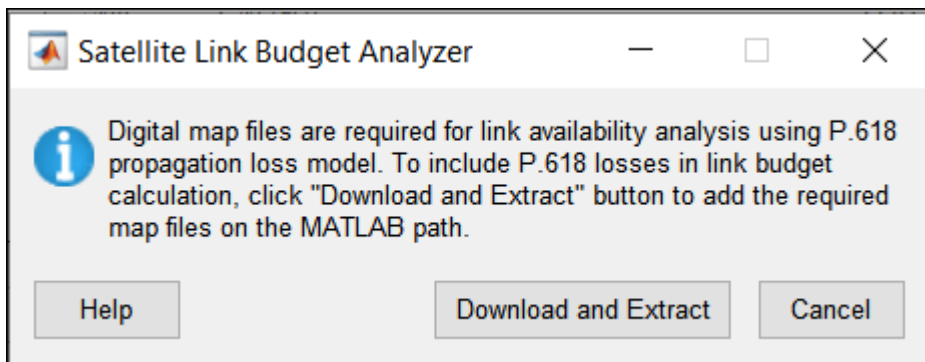 Satellite Link Budget Analyzer
Digital map files are required for link availability analysis using P.618
propagation loss model. To include P.618 losses in link budget
calculation, click "Download and Extract" button to add the required
map files on the MATLAB path.
Help
Download and Extract
Cancel